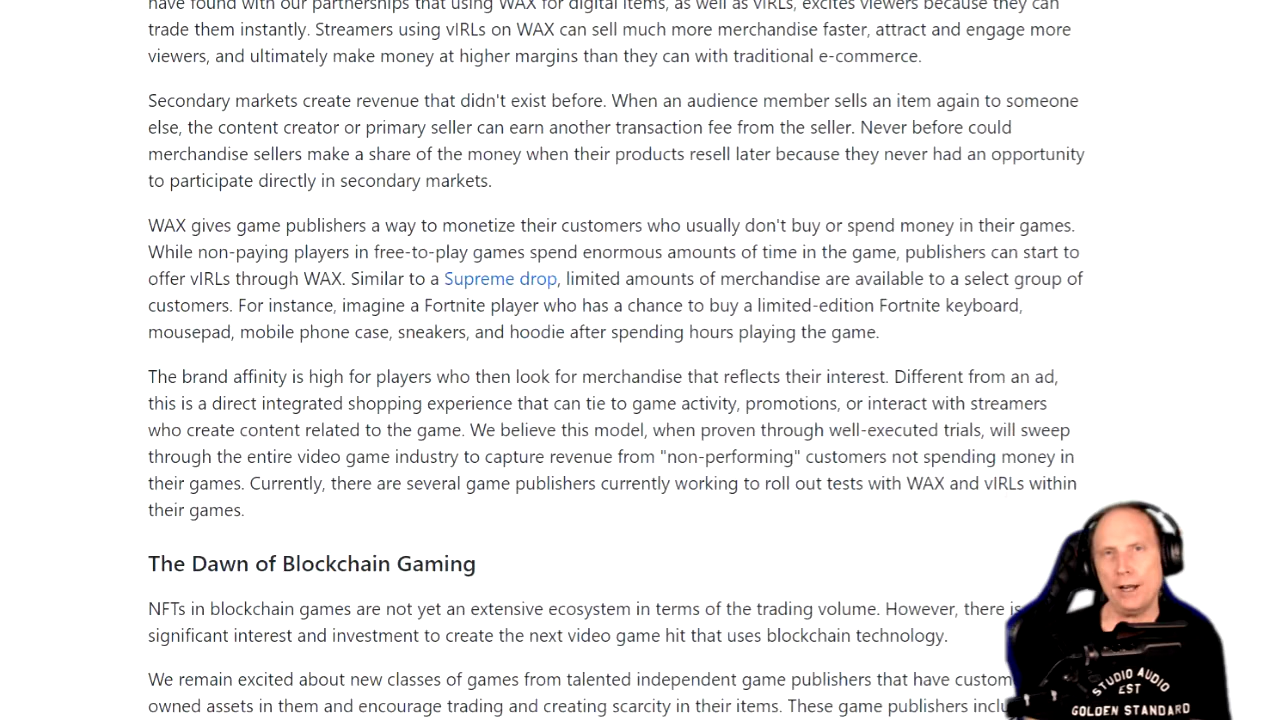 have found with our partnerships that using WAX for digital items, as well as vIRLs, excites viewers because they can
trade them instantly. Streamers using vIRLs on WAX can sell much more merchandise faster, attract and engage more
viewers, and ultimately make money at higher margins than they can with traditional e-commerce.
Secondary markets create revenue that didn't exist before. When an audience member sells an item again to someone
else, the content creator or primary seller can earn another transaction fee from the seller. Never before could
merchandise sellers make a share of the money when their products resell later because they never had an opportunity
to participate directly in secondary markets.
WAX gives game publishers a way to monetize their customers who usually don't buy or spend money in their games.
While non-paying players in free-to-play games spend enormous amounts of time in the game, publishers can start to
offer vIRLs through WAX. Similar to a Supreme drop, limited amounts of merchandise are available to a select group of
customers. For instance, imagine a Fortnite player who has a chance to buy a limited-edition Fortnite keyboard,
mousepad, mobile phone case, sneakers, and hoodie after spending hours playing the game.
The brand affinity is high for players who then look for merchandise that reflects their interest. Different from an ad,
this is a direct integrated shopping experience that can tie to game activity, promotions, or interact with streamers
who create content related to the game. We believe this model, when proven through well-executed trials, will sweep
through the entire video game industry to capture revenue from "non-performing" customers not spending money in
their games. Currently, there are several game publishers currently working to roll out tests with WAX and vIRLs within
their games.
The Dawn of Blockchain Gaming
NFTs in blockchain games are not yet an extensive ecosystem in terms of the trading volume. However, there is
significant interest and investment to create the next video game hit that uses blockchain technology.
We remain excited about new classes of games from talented independent game publishers that have custom
owned assets in them and encourage trading and creating scarcity in their items. These game publishers inclu
STUDIO AUDIO
EST
GOLDEN STANDARD